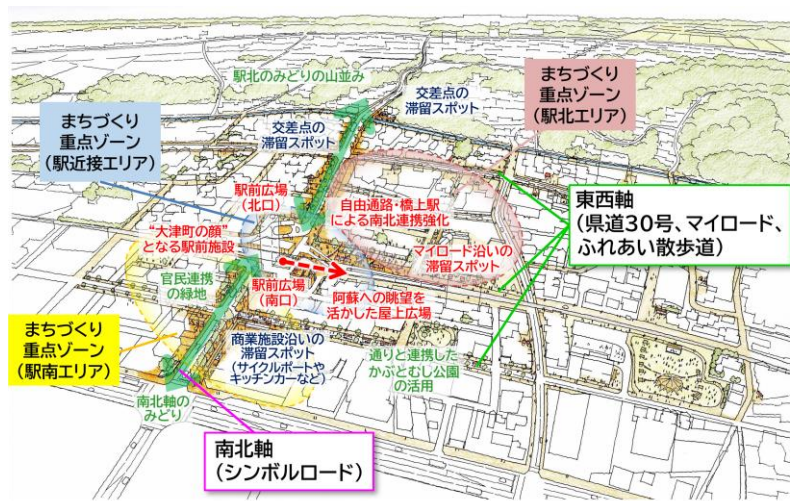 駅北のみどりの山並み
交差点の
滞留スポット
まちづくり
重点ゾーン
（駅北エリア）
まちづくり
重点ゾーン
（駅近接エリア）
交差点の
滞留スポット
駅前広場
（北口）
自由通路・橋上駅
による南北連携強化
東西軸
（県道30号、マイロード、
ふれあい散歩道）
“大津町の顔”
となる駅前施設
マイロード沿いの
滞留スポット
官民連携
の緑地
駅前広場
（南口）
阿蘇への眺望を
活かした屋上広場
まちづくり
重点ゾーン
（駅南エリア）
商業施設沿いの
滞留スポット
（サイクルポートや
キッチンカーなど）
通りと連携した
かぶとむし公園
の活用
南北軸の
みどり
南北軸
（シンボルロード）